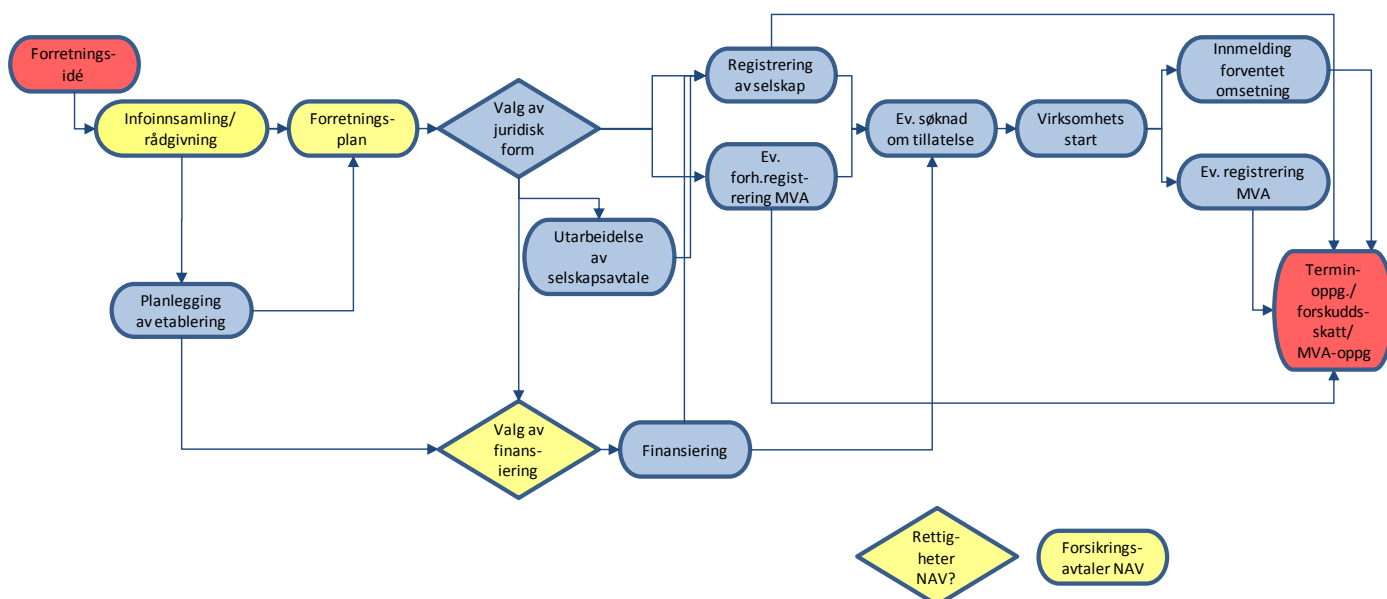 Forretnings-
idé
Infoinnsamling/
rådgivning
Forretnings-
plan
Planlegging
av etablering
Valg av
juridisk
form
Utarbeidelse
av
selskapsavtale
Valg av
finans-
iering
Finansiering
Registrering
av selskap
Ev.
forh.regist-
rering MVA
Ev. søknad
om tillatelse
Virksomhets
start
Innmelding
forventet
omsetning
Ev. registrering
MVA
Termin-
oppg./
forskudds-
skatt/
MVA-oppg
Rettig-
heter
NAV?
Forsikrings-
avtaler NAV